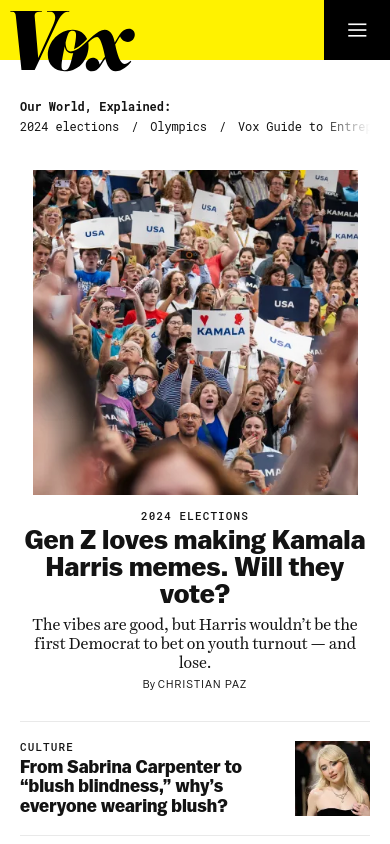 Vox
Our World, Explained:
2024 elections / Olympics / Vox Guide to
USA
KAMALA
USA
USA
USA
KAMALA
USA
KAMALA
USA
2024 ELECTIONS
Gen Z loves making Kamala
Harris memes. Will they
vote?
The vibes are good, but Harris wouldn’t be the
first Democrat to bet on youth turnout — and
lose.
By CHRISTIAN PAZ
CULTURE
From Sabrina Carpenter to
“blush blindness,” why’s
everyone wearing blush?